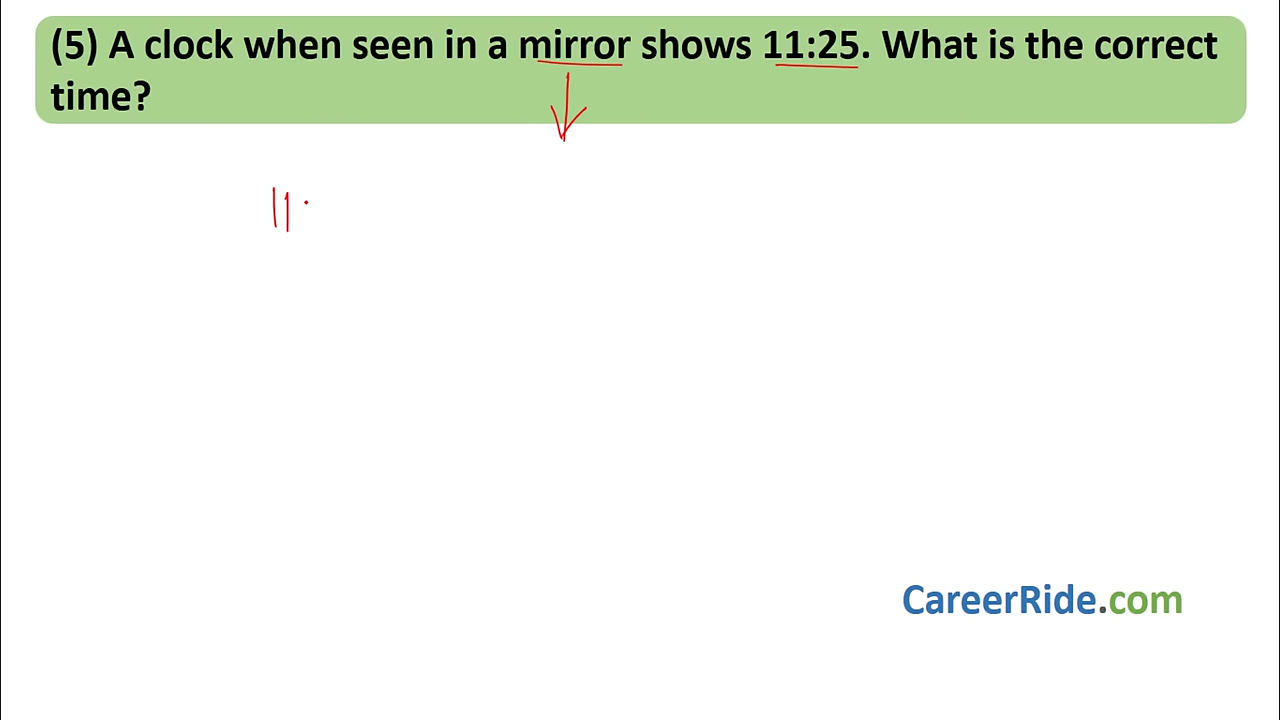 (5) A clock when seen in a mirror shows 11:25. What is the correct
time?
11.
CareerRide.com